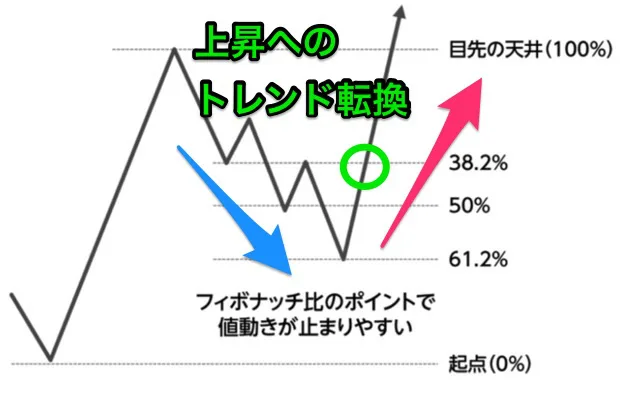 上昇への
トレンド転換
目先の天井(100%)
38.2%
50%
61.2%
フィボナッチ比のポイントで
値動きが止まりやすい
起点(0%)